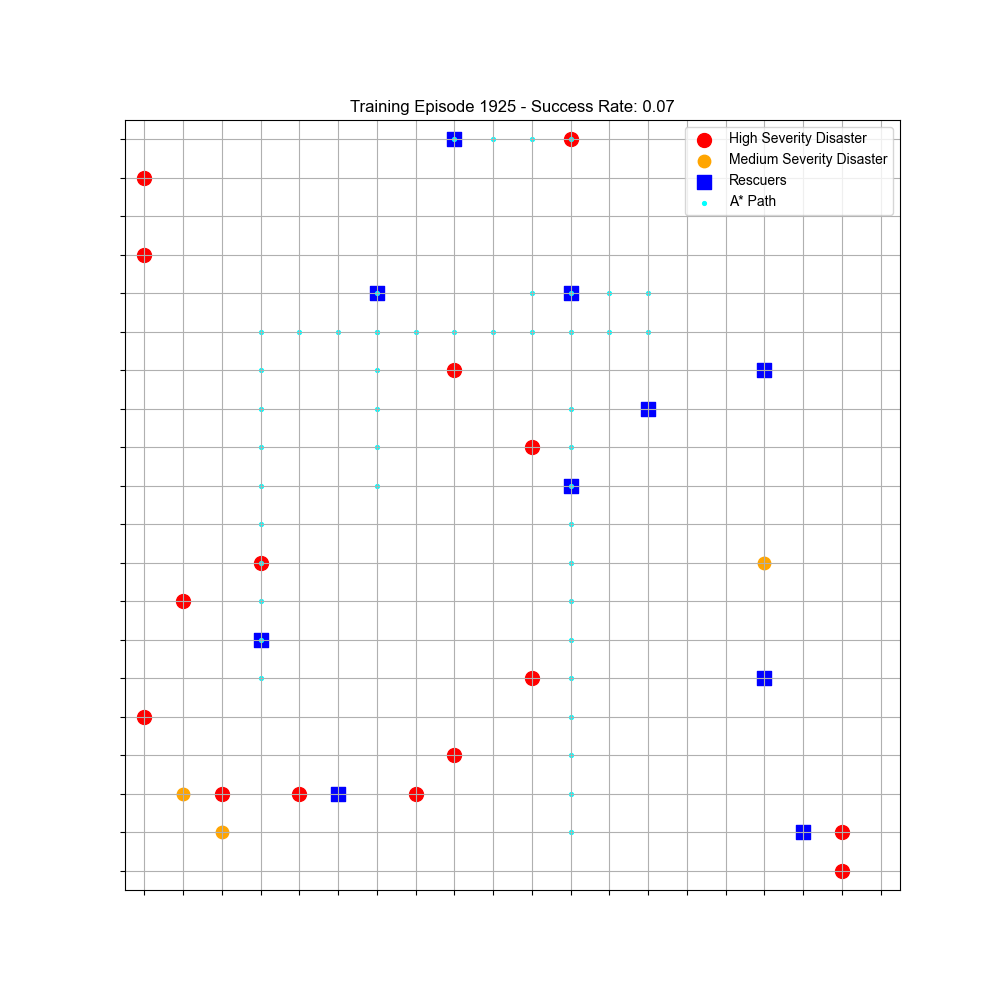 Training Episode 1925 - Success Rate: 0.07
High Severity Disaster
Medium Severity Disaster
Rescuers
A* Path